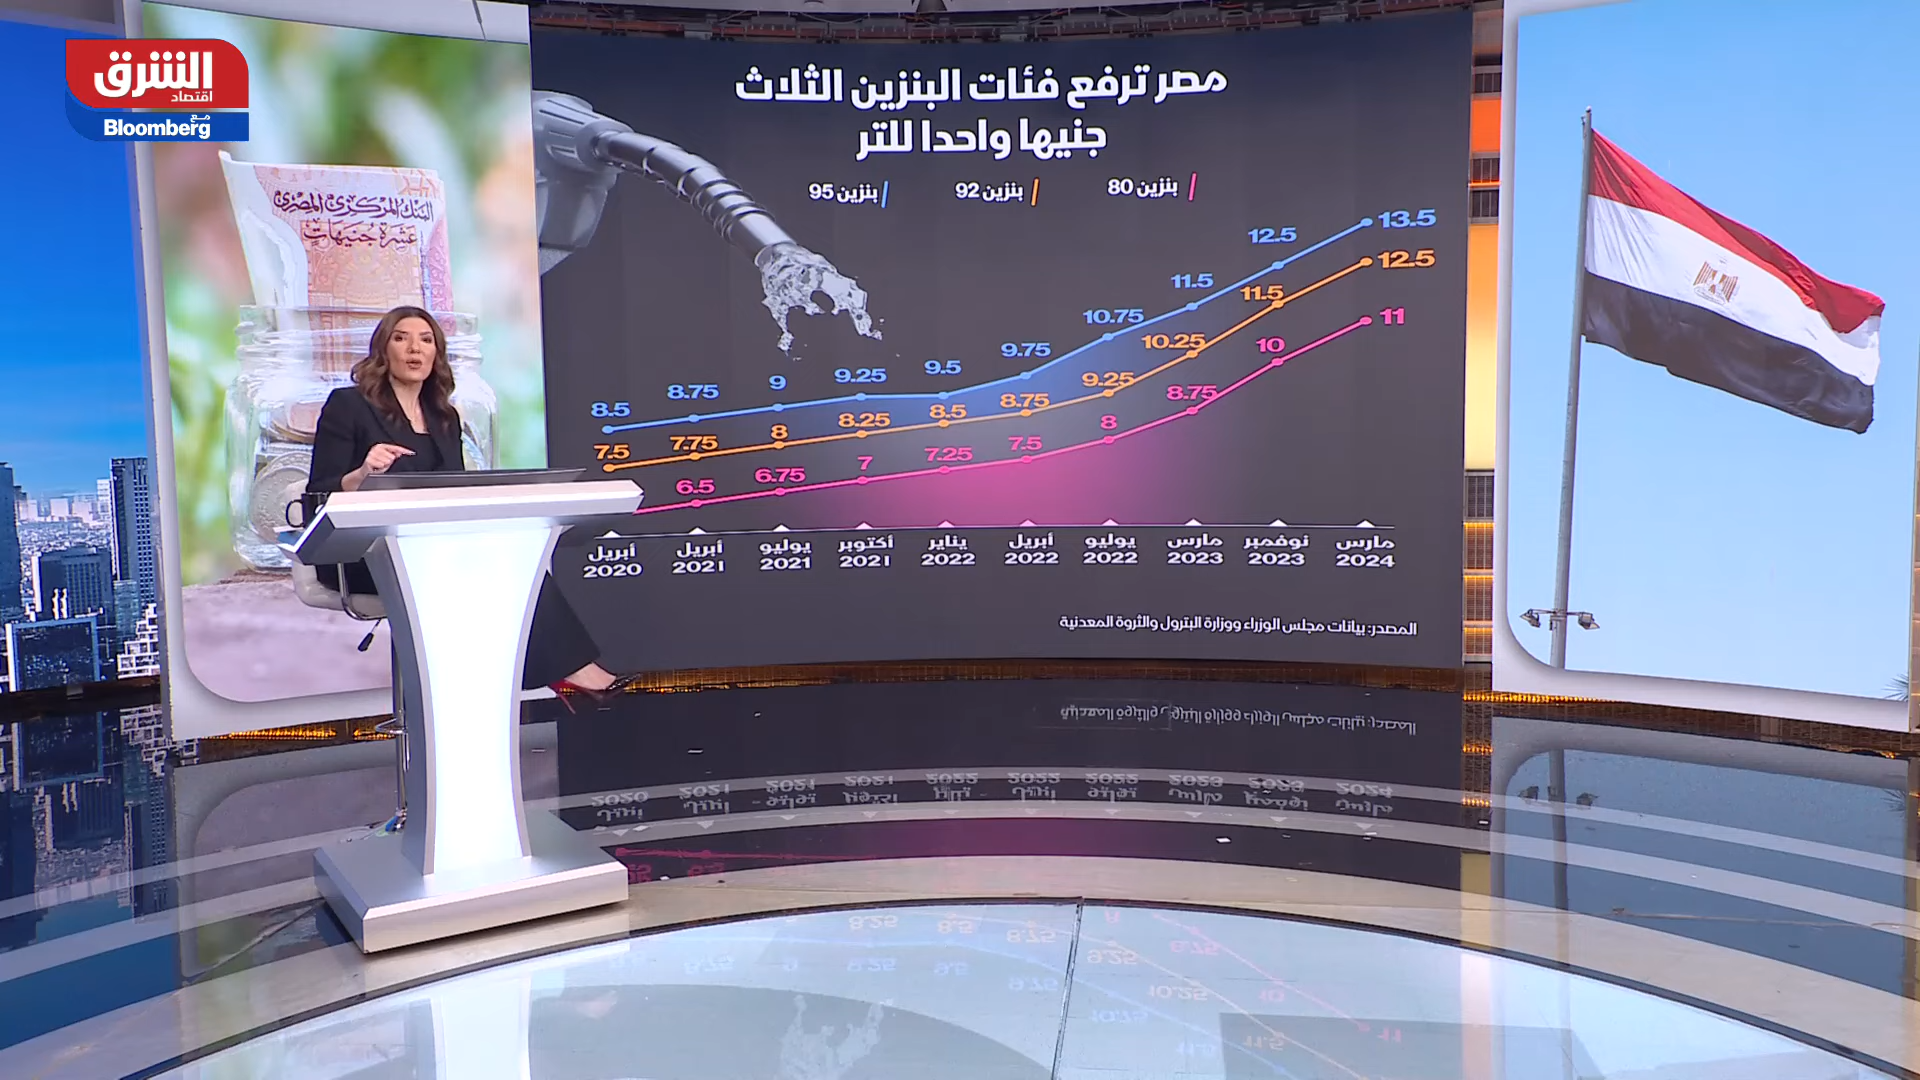 الشرق
اقتصاد
مع
Bloomberg
البنك المركزى المصرى
عشرة جنيهات
مصر ترفع فئات البنزين الثلاث
جنيها واحدا للتر
بنزين 80
بنزين 92
بنزين 95
8.5 8.75 9 9.25 9.5 9.75 10.75 11.5 12.5 13.5
7.5 7.75 8 8.25 8.5 8.75 9.25 10.25 11.5 12.5
6.5 6.75 7 7.25 7.5 8 8.75 10 11
أبريل 2020
أبريل 2021
يوليو 2021
أكتوبر 2021
يناير 2022
أبريل 2022
يوليو 2022
مارس 2023
نوفمبر 2023
مارس 2024
المصدر: بيانات مجلس الوزراء ووزارة البترول والثروة المعدنية